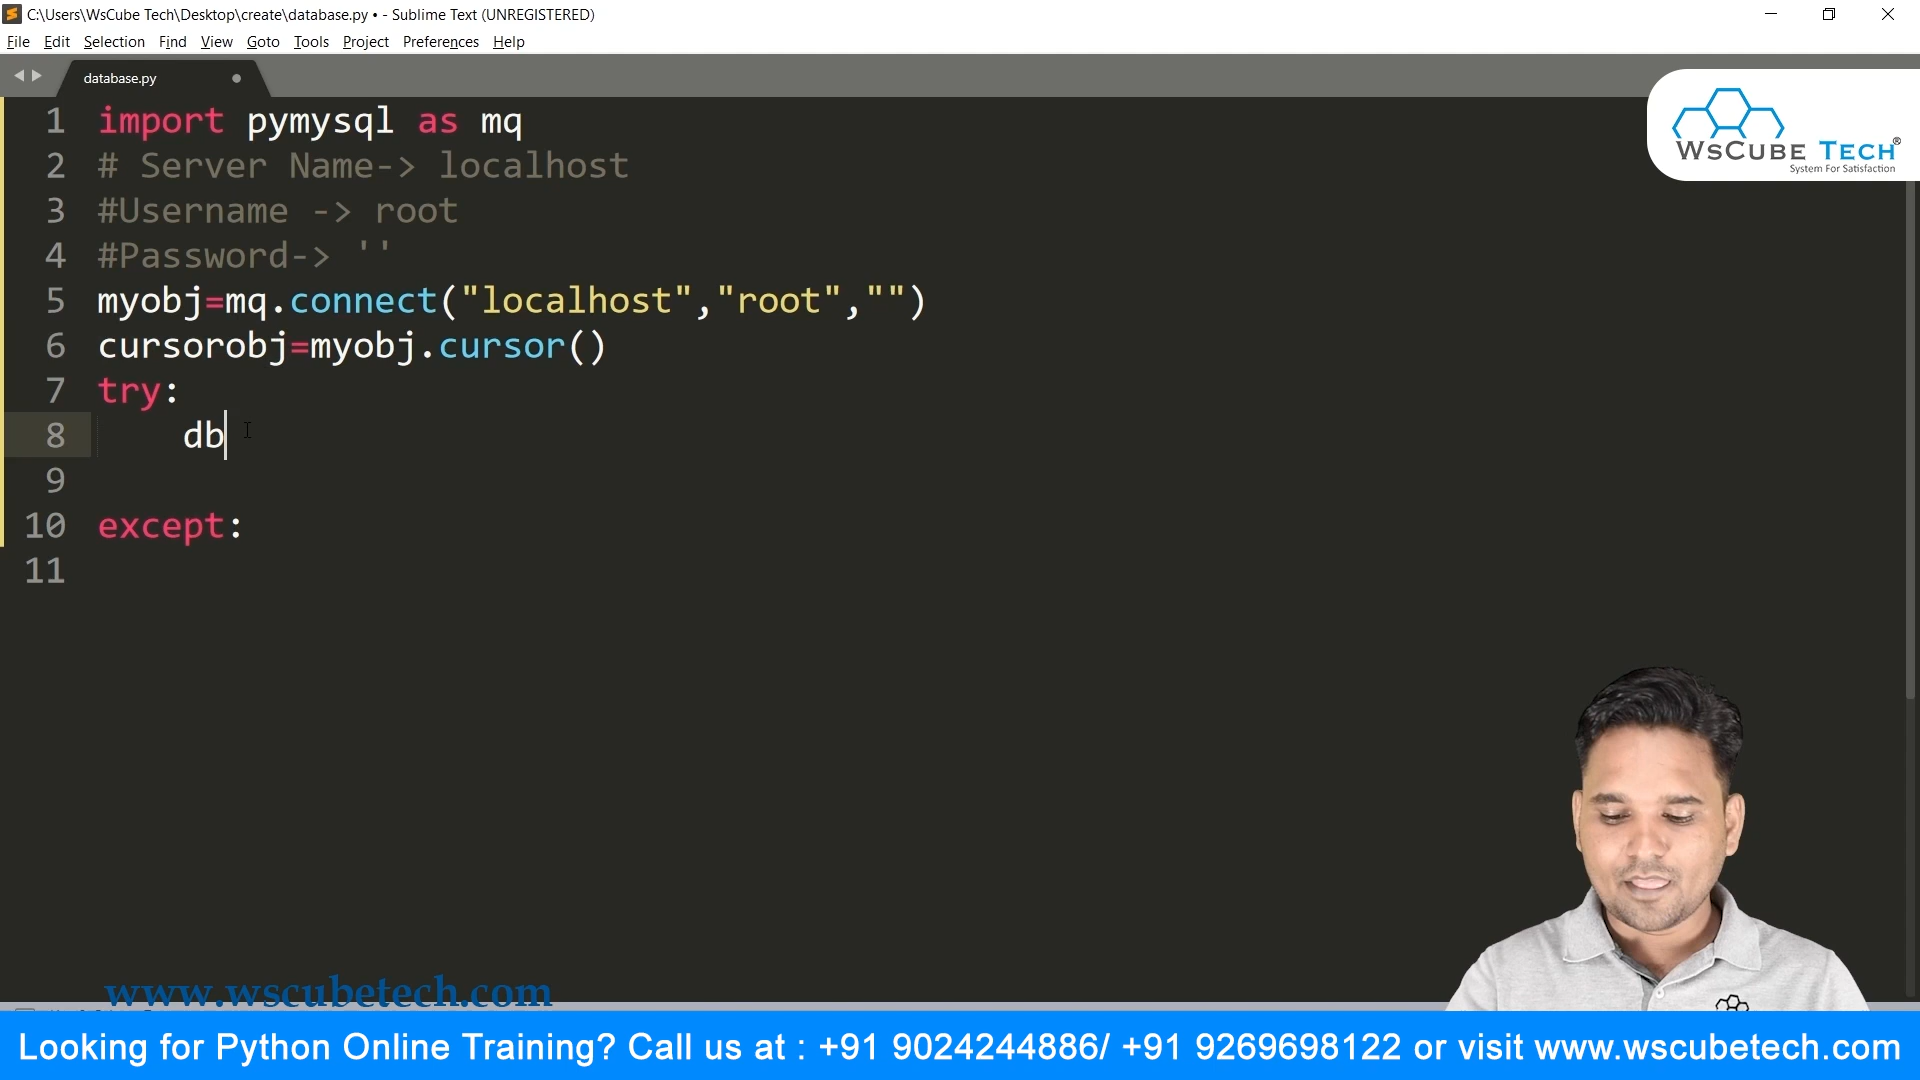 C:\Users\WsCube Tech\Desktop\create\database.py • - Sublime Text (UNREGISTERED)
File Edit Selection Find View Goto Tools Project Preferences Help
database.py
WsCube Tech®
System For Satisfaction
1 import pymysql as mq
2 # Server Name-> localhost
3 #Username -> root
4 #Password-> ''
5 myobj=mq.connect("localhost","root","")
6 cursorobj=myobj.cursor()
7 try:
8     db
9
10 except:
11
www.wscubetech.com
Looking for Python Online Training? Call us at : +91 9024244886/ +91 9269698122 or visit www.wscubetech.com